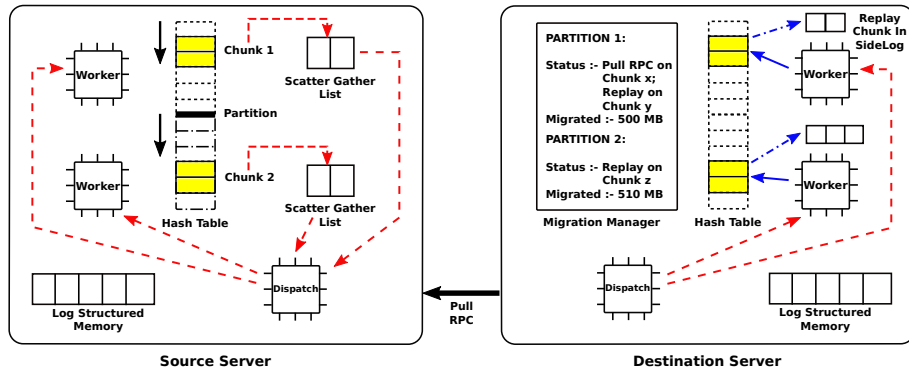 Worker
Chunk 1
Scatter Gather
List
Partition
Worker
Chunk 2
Hash Table
Scatter Gather
List
Dispatch
Log Structured
Memory
Source Server
Pull
RPC
PARTITION 1:
Status :- Pull RPC on
Chunk x;
Replay on
Chunk y
Migrated :- 500 MB
PARTITION 2:
Status :- Replay on
Chunk z
Migrated :- 510 MB
Migration Manager
Hash Table
Replay
Chunk In
SideLog
Worker
Worker
Dispatch
Log Structured
Memory
Destination Server